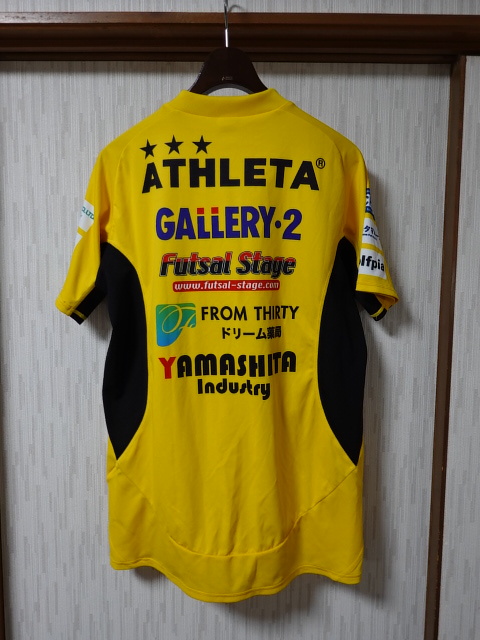 ATHLETA®
GALLERY·2
Futsal Stage
www.futsal-stage.com
FROM THIRTY
ドリーム薬局
YAMASHITA
Industry
lfpia